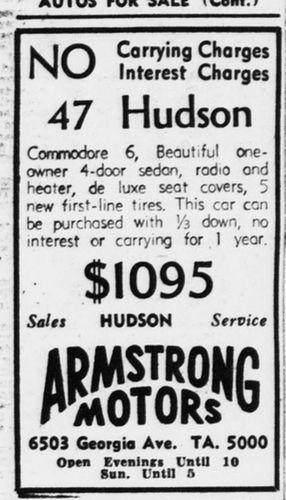 AUTOS FOR SALE (Cont.)
NO Carrying Charges
Interest Charges
47 Hudson
Commodore 6, Beautiful one-
owner 4-door sedan, radio and
heater, de luxe seat covers, 5
new first-line tires. This car can
be purchased with ⅓ down, no
interest or carrying for 1 year.
$1095
Sales HUDSON Service
ARMSTRONG
MOTORS
6503 Georgia Ave. TA. 5000
Open Evenings Until 10
Sun. Until 5